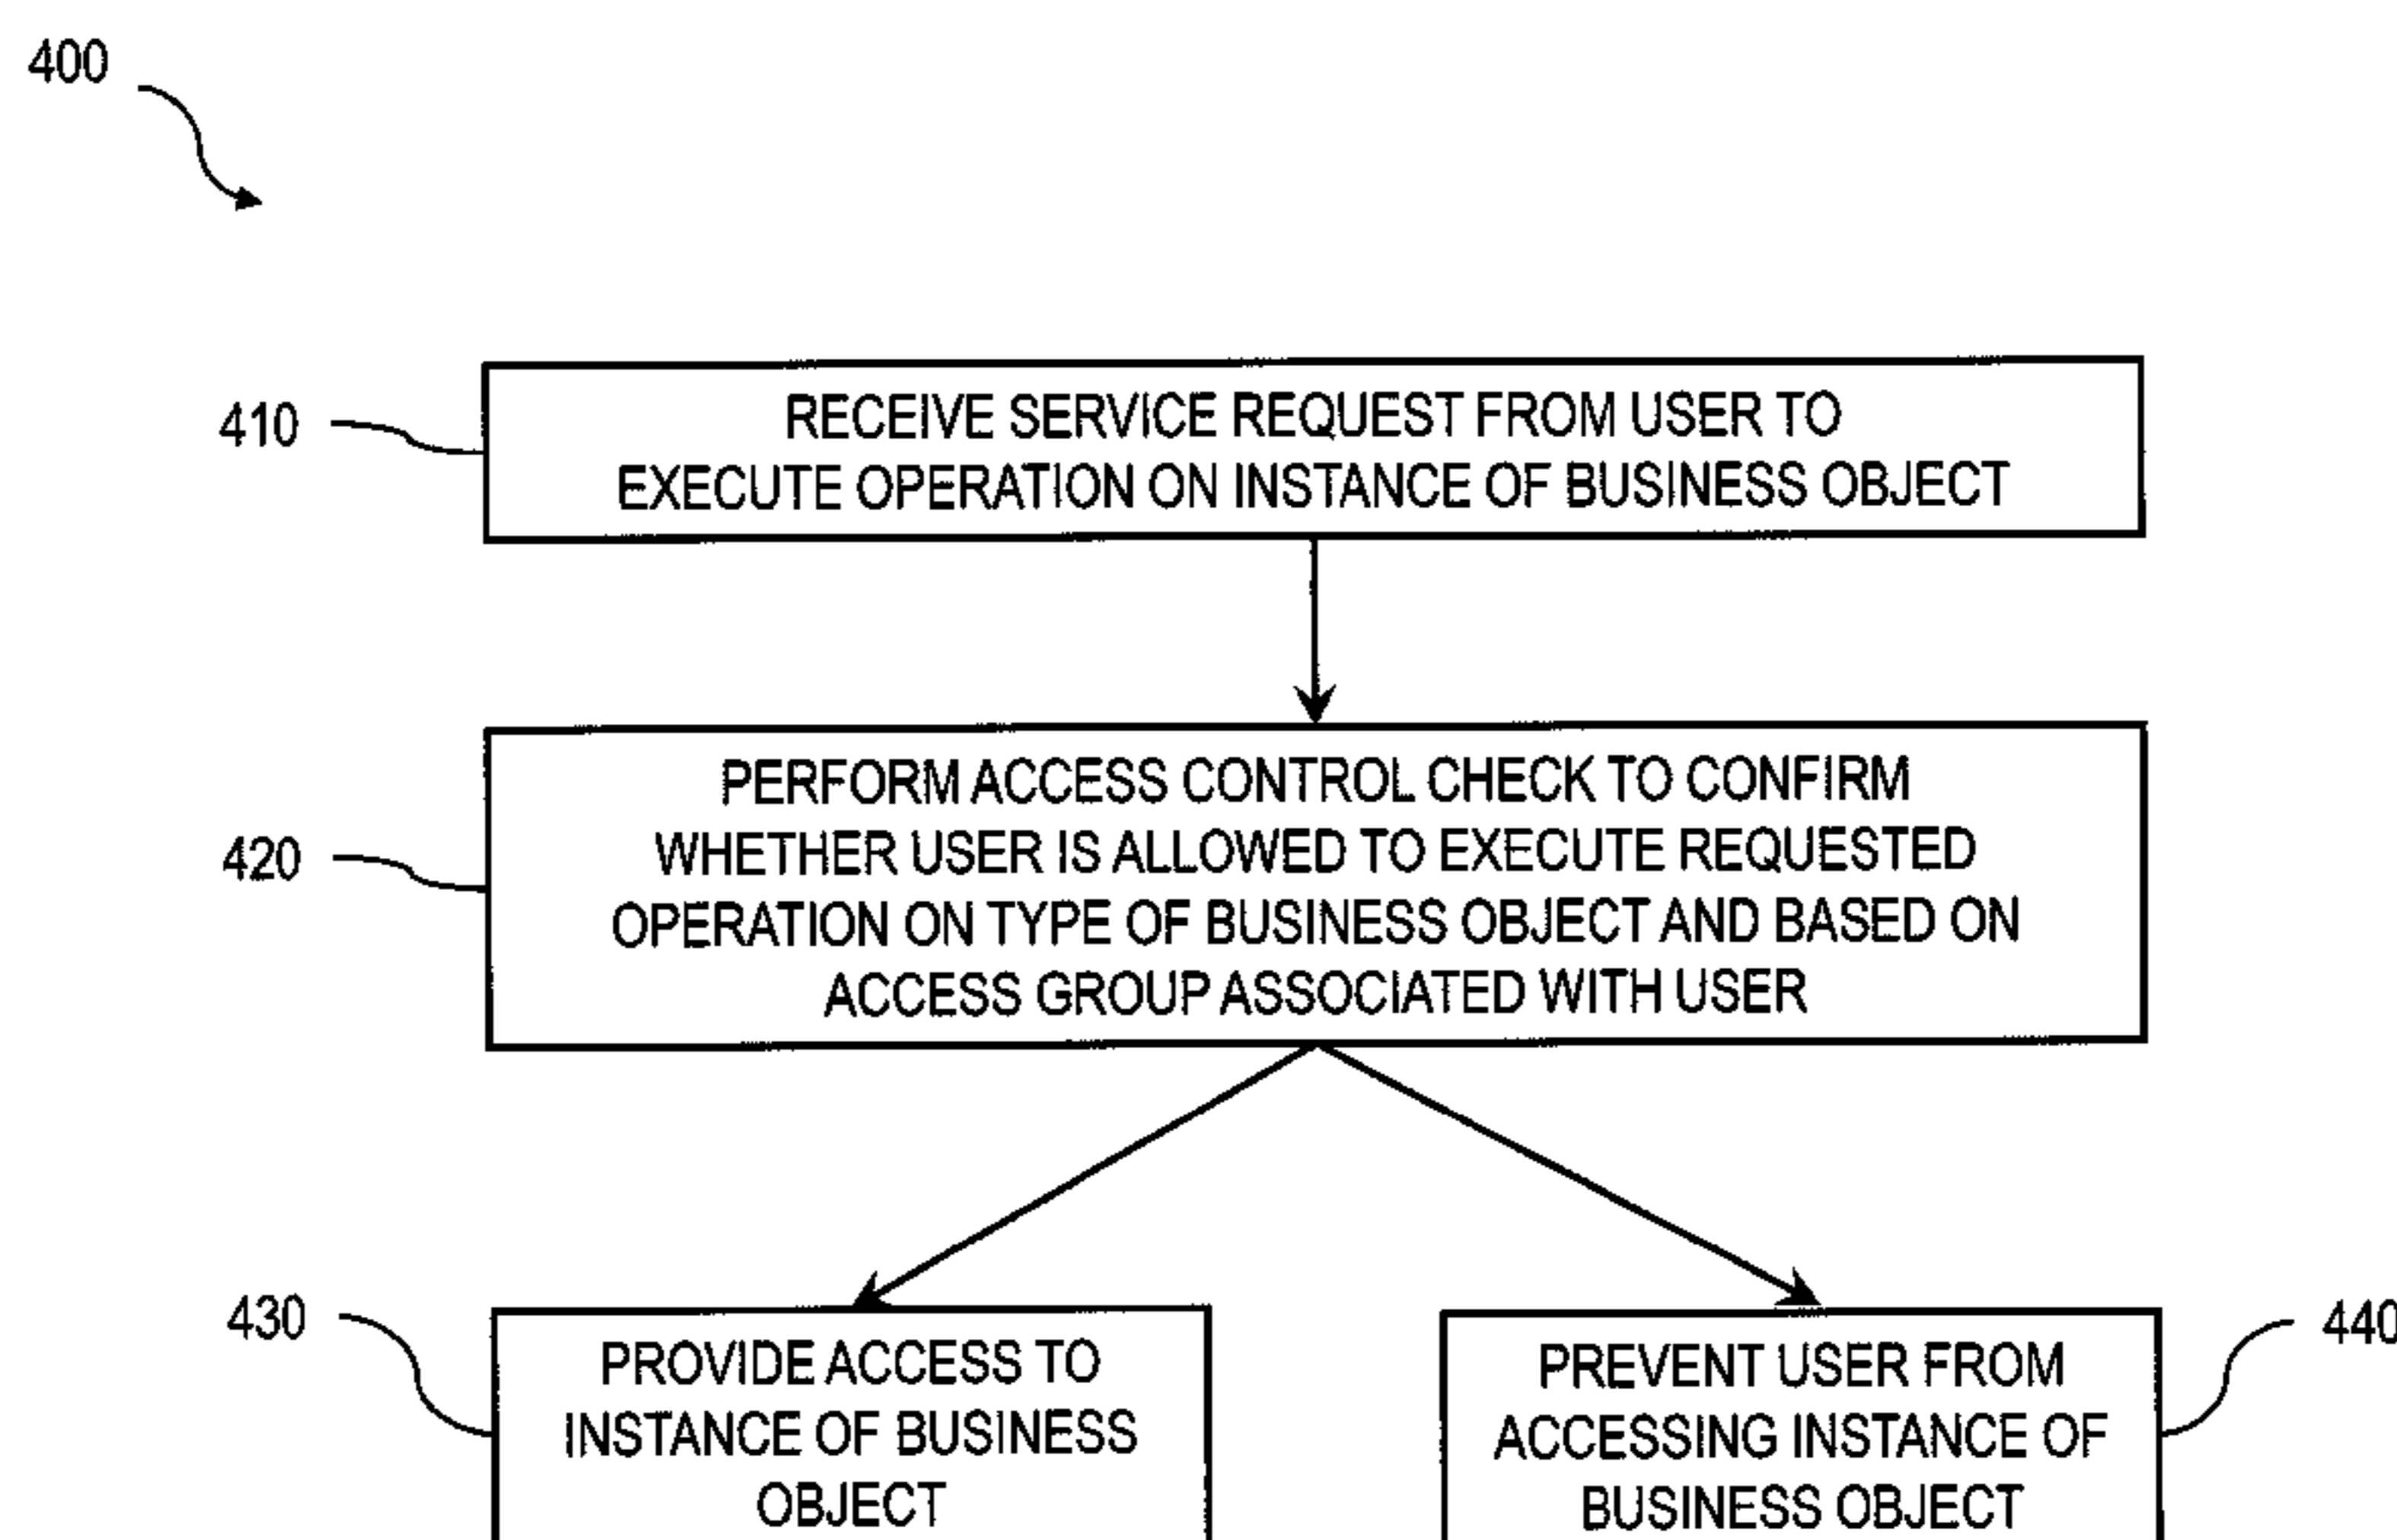 400
410
RECEIVE SERVICE REQUEST FROM USER TO
EXECUTE OPERATION ON INSTANCE OF BUSINESS OBJECT
420
PERFORM ACCESS CONTROL CHECK TO CONFIRM
WHETHER USER IS ALLOWED TO EXECUTE REQUESTED
OPERATION ON TYPE OF BUSINESS OBJECT AND BASED ON
ACCESS GROUP ASSOCIATED WITH USER
430
PROVIDE ACCESS TO
INSTANCE OF BUSINESS
OBJECT
PREVENT USER FROM
ACCESSING INSTANCE OF
BUSINESS OBJECT
440